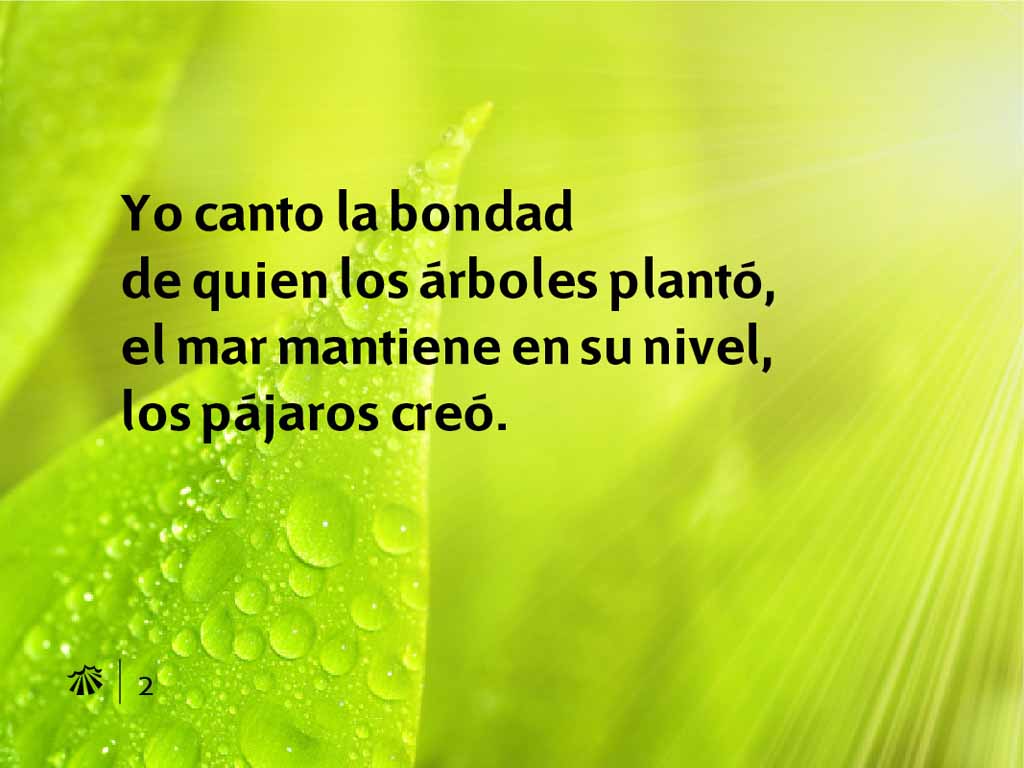 Yo canto la bondad
de quien los árboles plantó,
el mar mantiene en su nivel,
los pájaros creó.
2